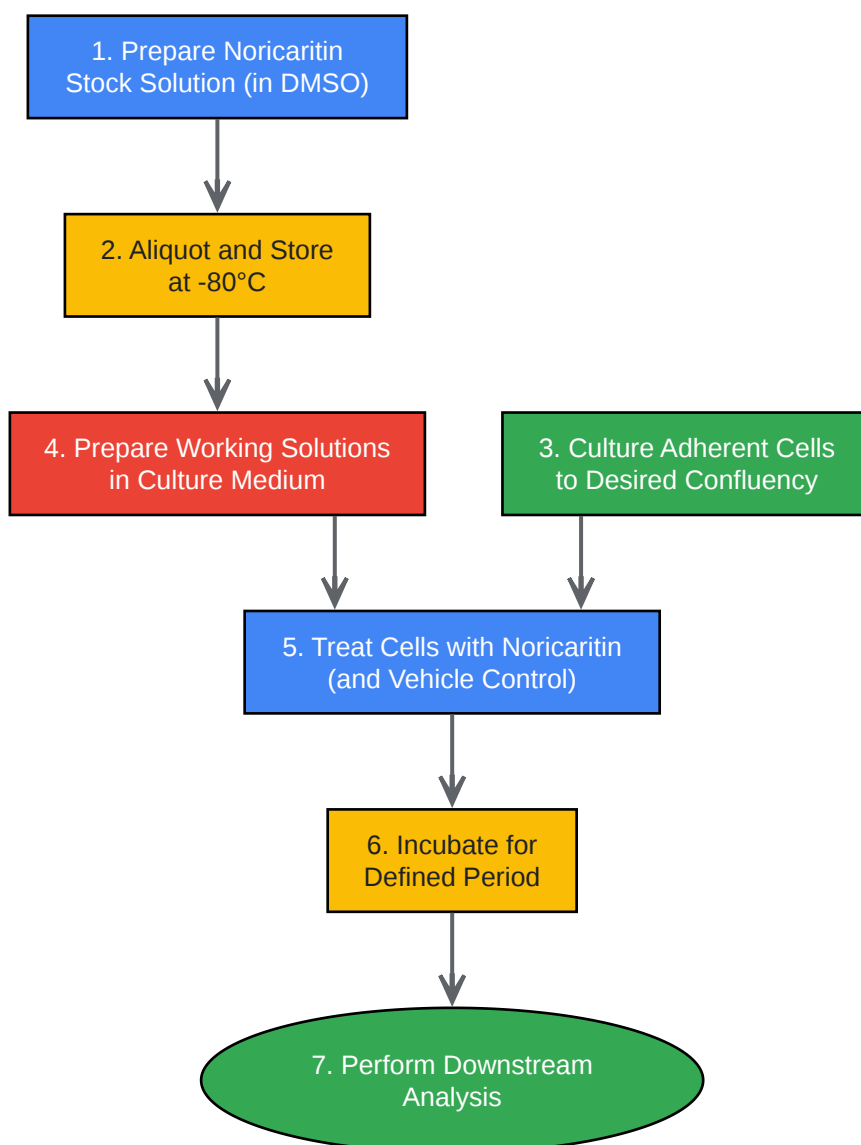 1. Prepare Noricaritin
Stock Solution (in DMSO)
2. Aliquot and Store
at -80°C
4. Prepare Working Solutions
in Culture Medium
3. Culture Adherent Cells
to Desired Confluency
5. Treat Cells with Noricaritin
(and Vehicle Control)
6. Incubate for
Defined Period
7. Perform Downstream
Analysis